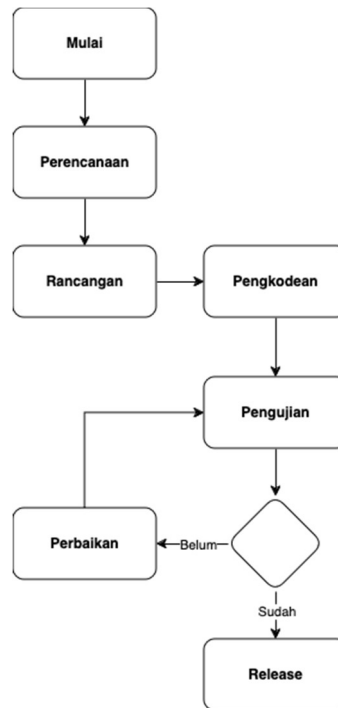 Mulai
Perencanaan
Rancangan
Pengkodean
Pengujian
Perbaikan
Belum
Sudah
Release